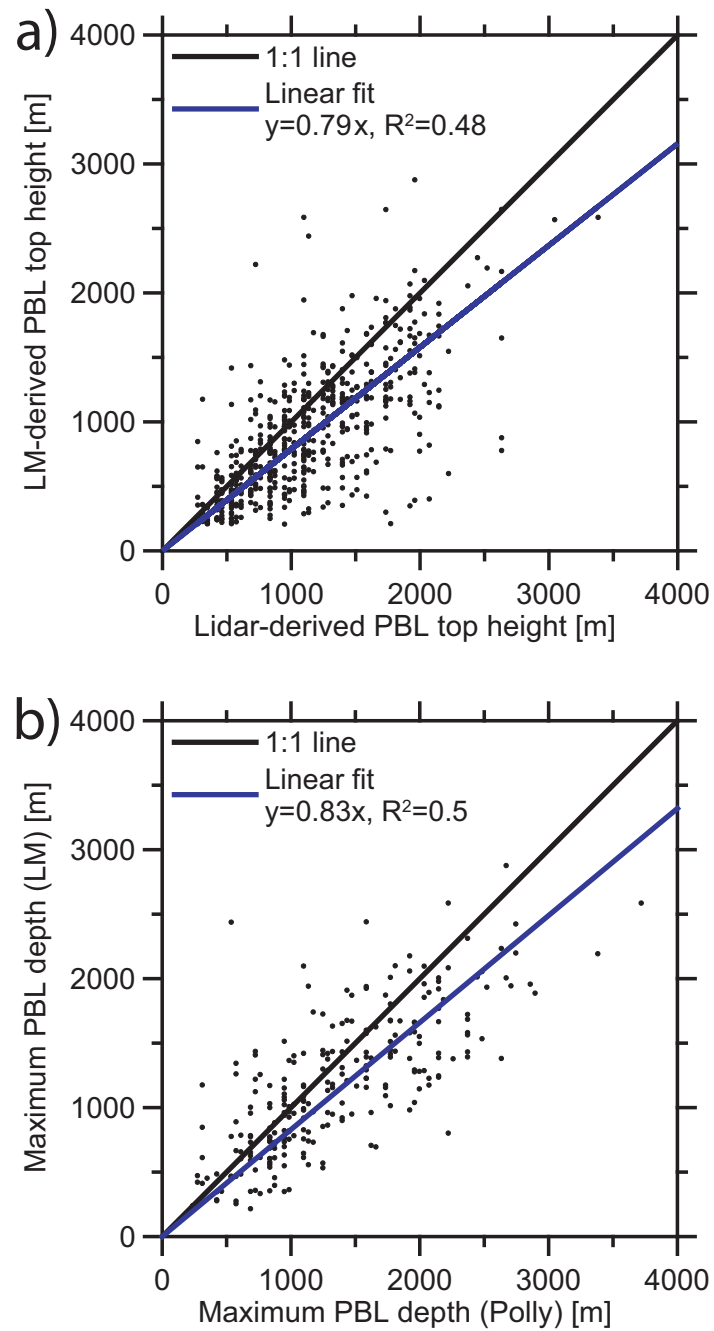 a)
4000
1:1 line
Linear fit
y=0.79x, R²=0.48
3000
2000
1000
0
LM-derived PBL top height [m]
0 1000 2000 3000 4000
Lidar-derived PBL top height [m]
b)
4000
1:1 line
Linear fit
y=0.83x, R²=0.5
3000
2000
1000
0
Maximum PBL depth (LM) [m]
0 1000 2000 3000 4000
Maximum PBL depth (Polly) [m]